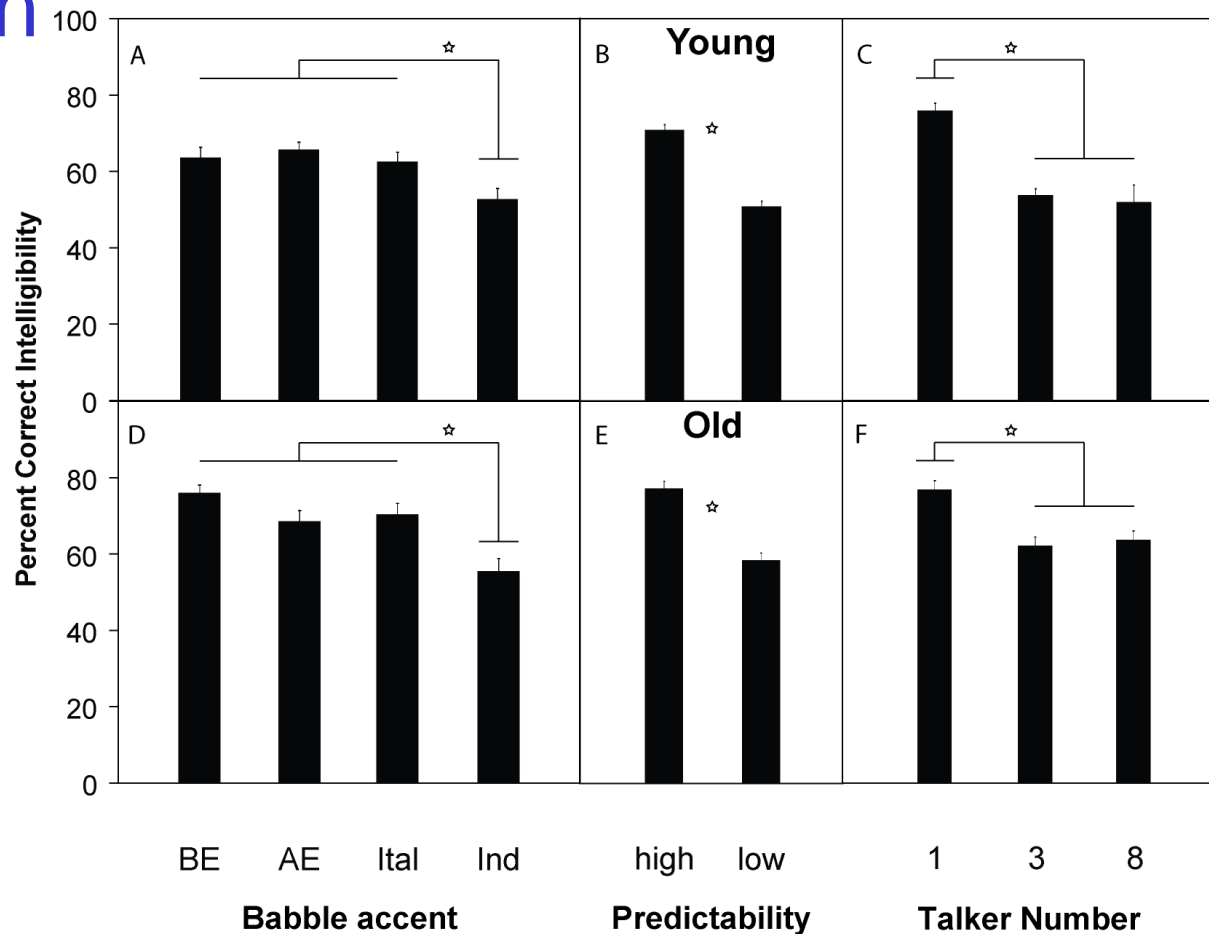 n
100
80
60
40
20
0
80
60
40
20
0
Percent Correct Intelligibility
A
B
Young
C
D
E
Old
F
BE AE Ital Ind
high low
1 3 8
Babble accent
Predictability
Talker Number